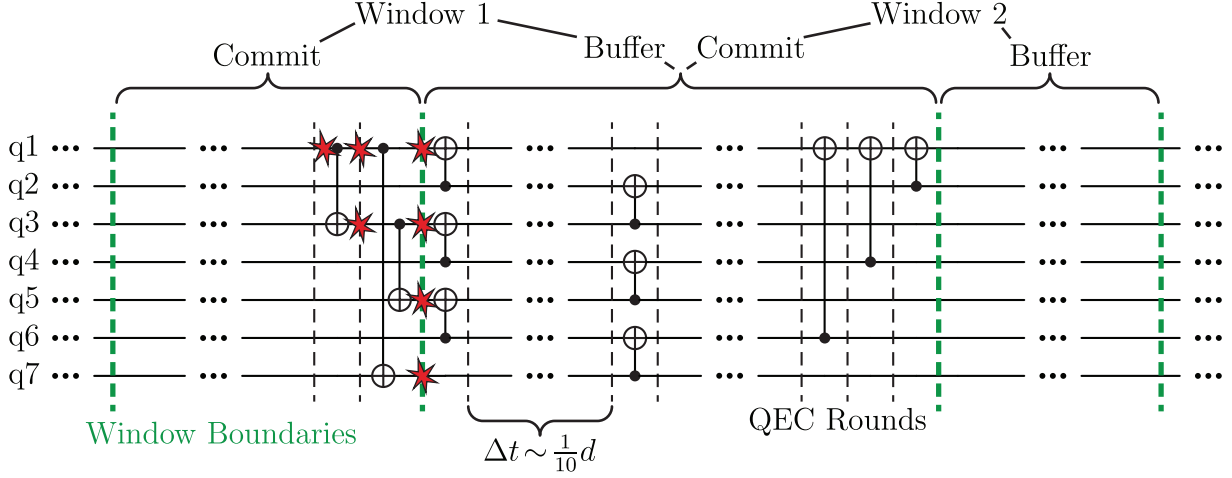 Window 1
Window 2
Commit
Buffer
Commit
Buffer
q1
q2
q3
q4
q5
q6
q7
Window Boundaries
QEC Rounds
Δt ~ 1/10 d